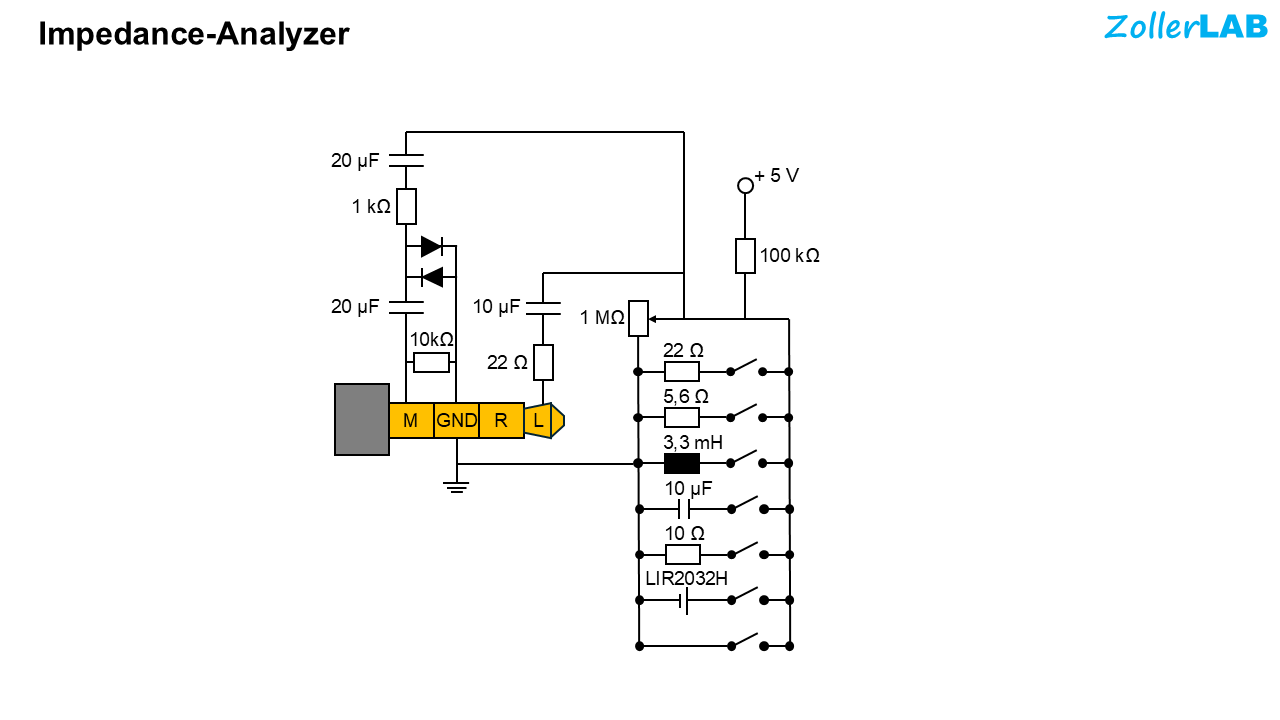 Impedance-Analyzer
ZollerLAB
20 µF
+ 5 V
1 kΩ
100 kΩ
20 µF
10 µF
1 MΩ
10kΩ
22 Ω
22 Ω
5,6 Ω
M GND R L
3,3 mH
10 µF
10 Ω
LIR2032H